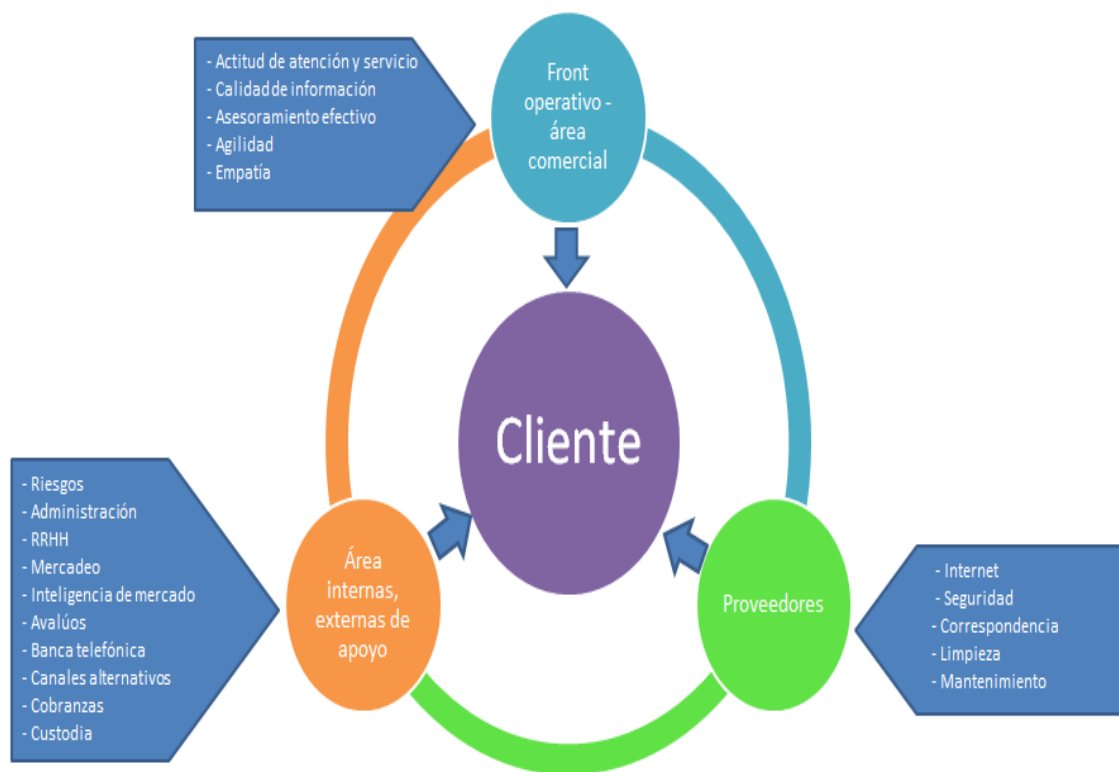 - Actitud de atención y servicio
- Calidad de información
- Asesoramiento efectivo
- Agilidad
- Empatía
Front
operativo -
área
comercial
Cliente
- Riesgos
- Administración
- RRHH
- Mercadeo
- Inteligencia de mercado
- Avalúos
- Banca telefónica
- Canales alternativos
- Cobranzas
- Custodia
Área
internas,
externas de
apoyo
Proveedores
- Internet
- Seguridad
- Correspondencia
- Limpieza
- Mantenimiento